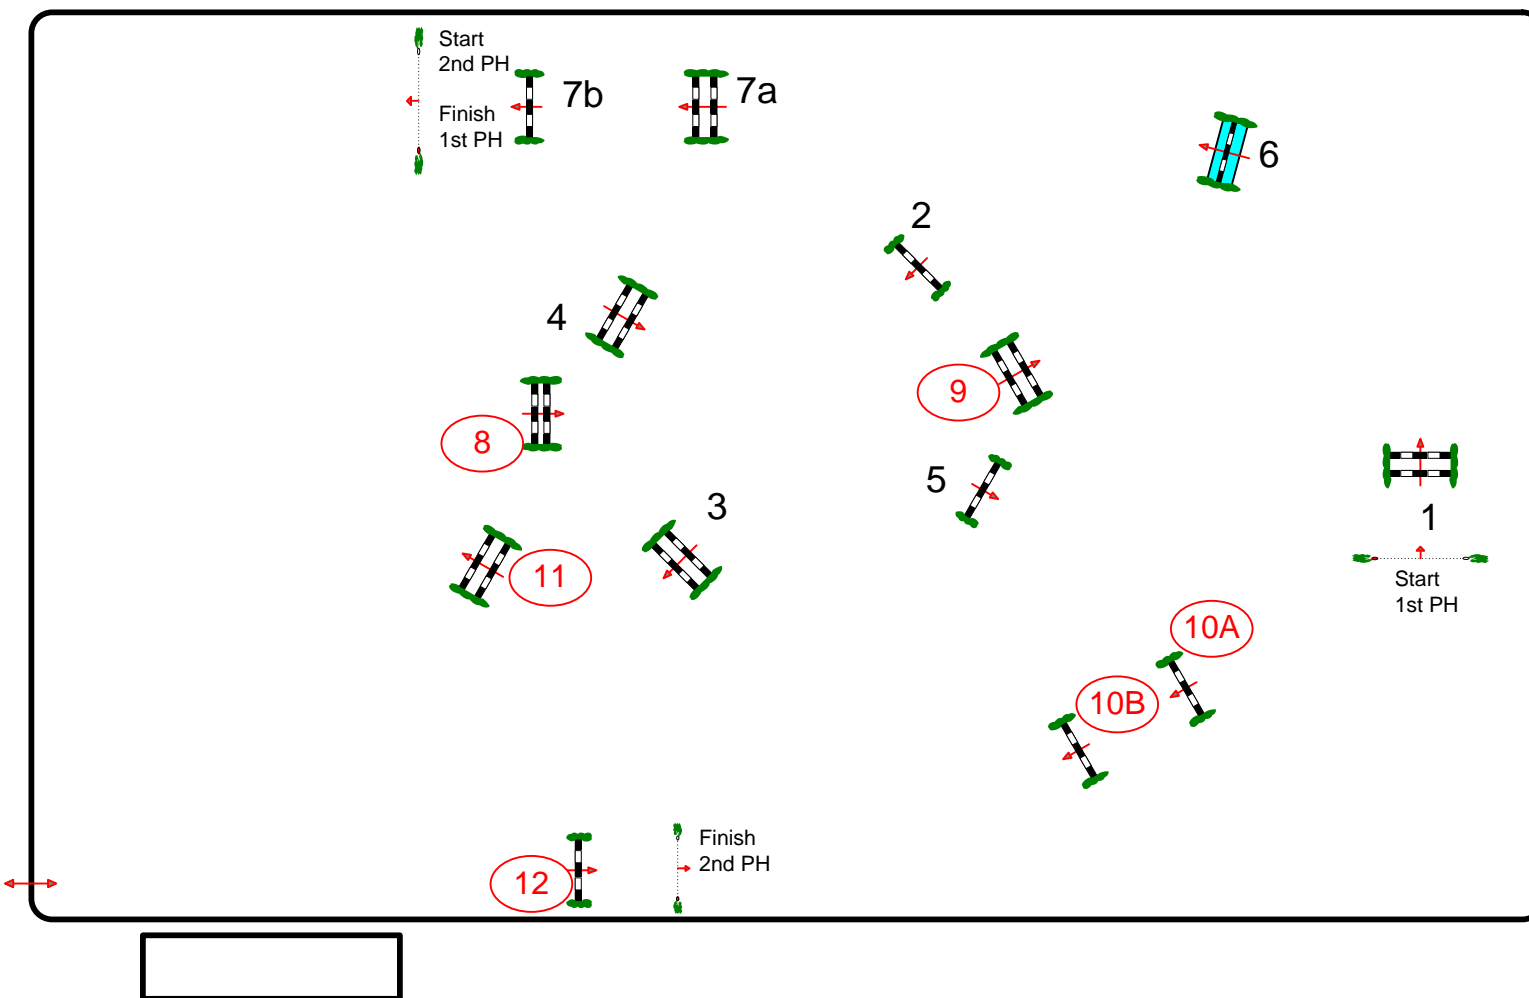 Start
2nd PH
Finish
1st PH
7b
7a
6
2
4
9
8
5
3
1
11
Start
1st PH
10A
10B
Finish
2nd PH
12